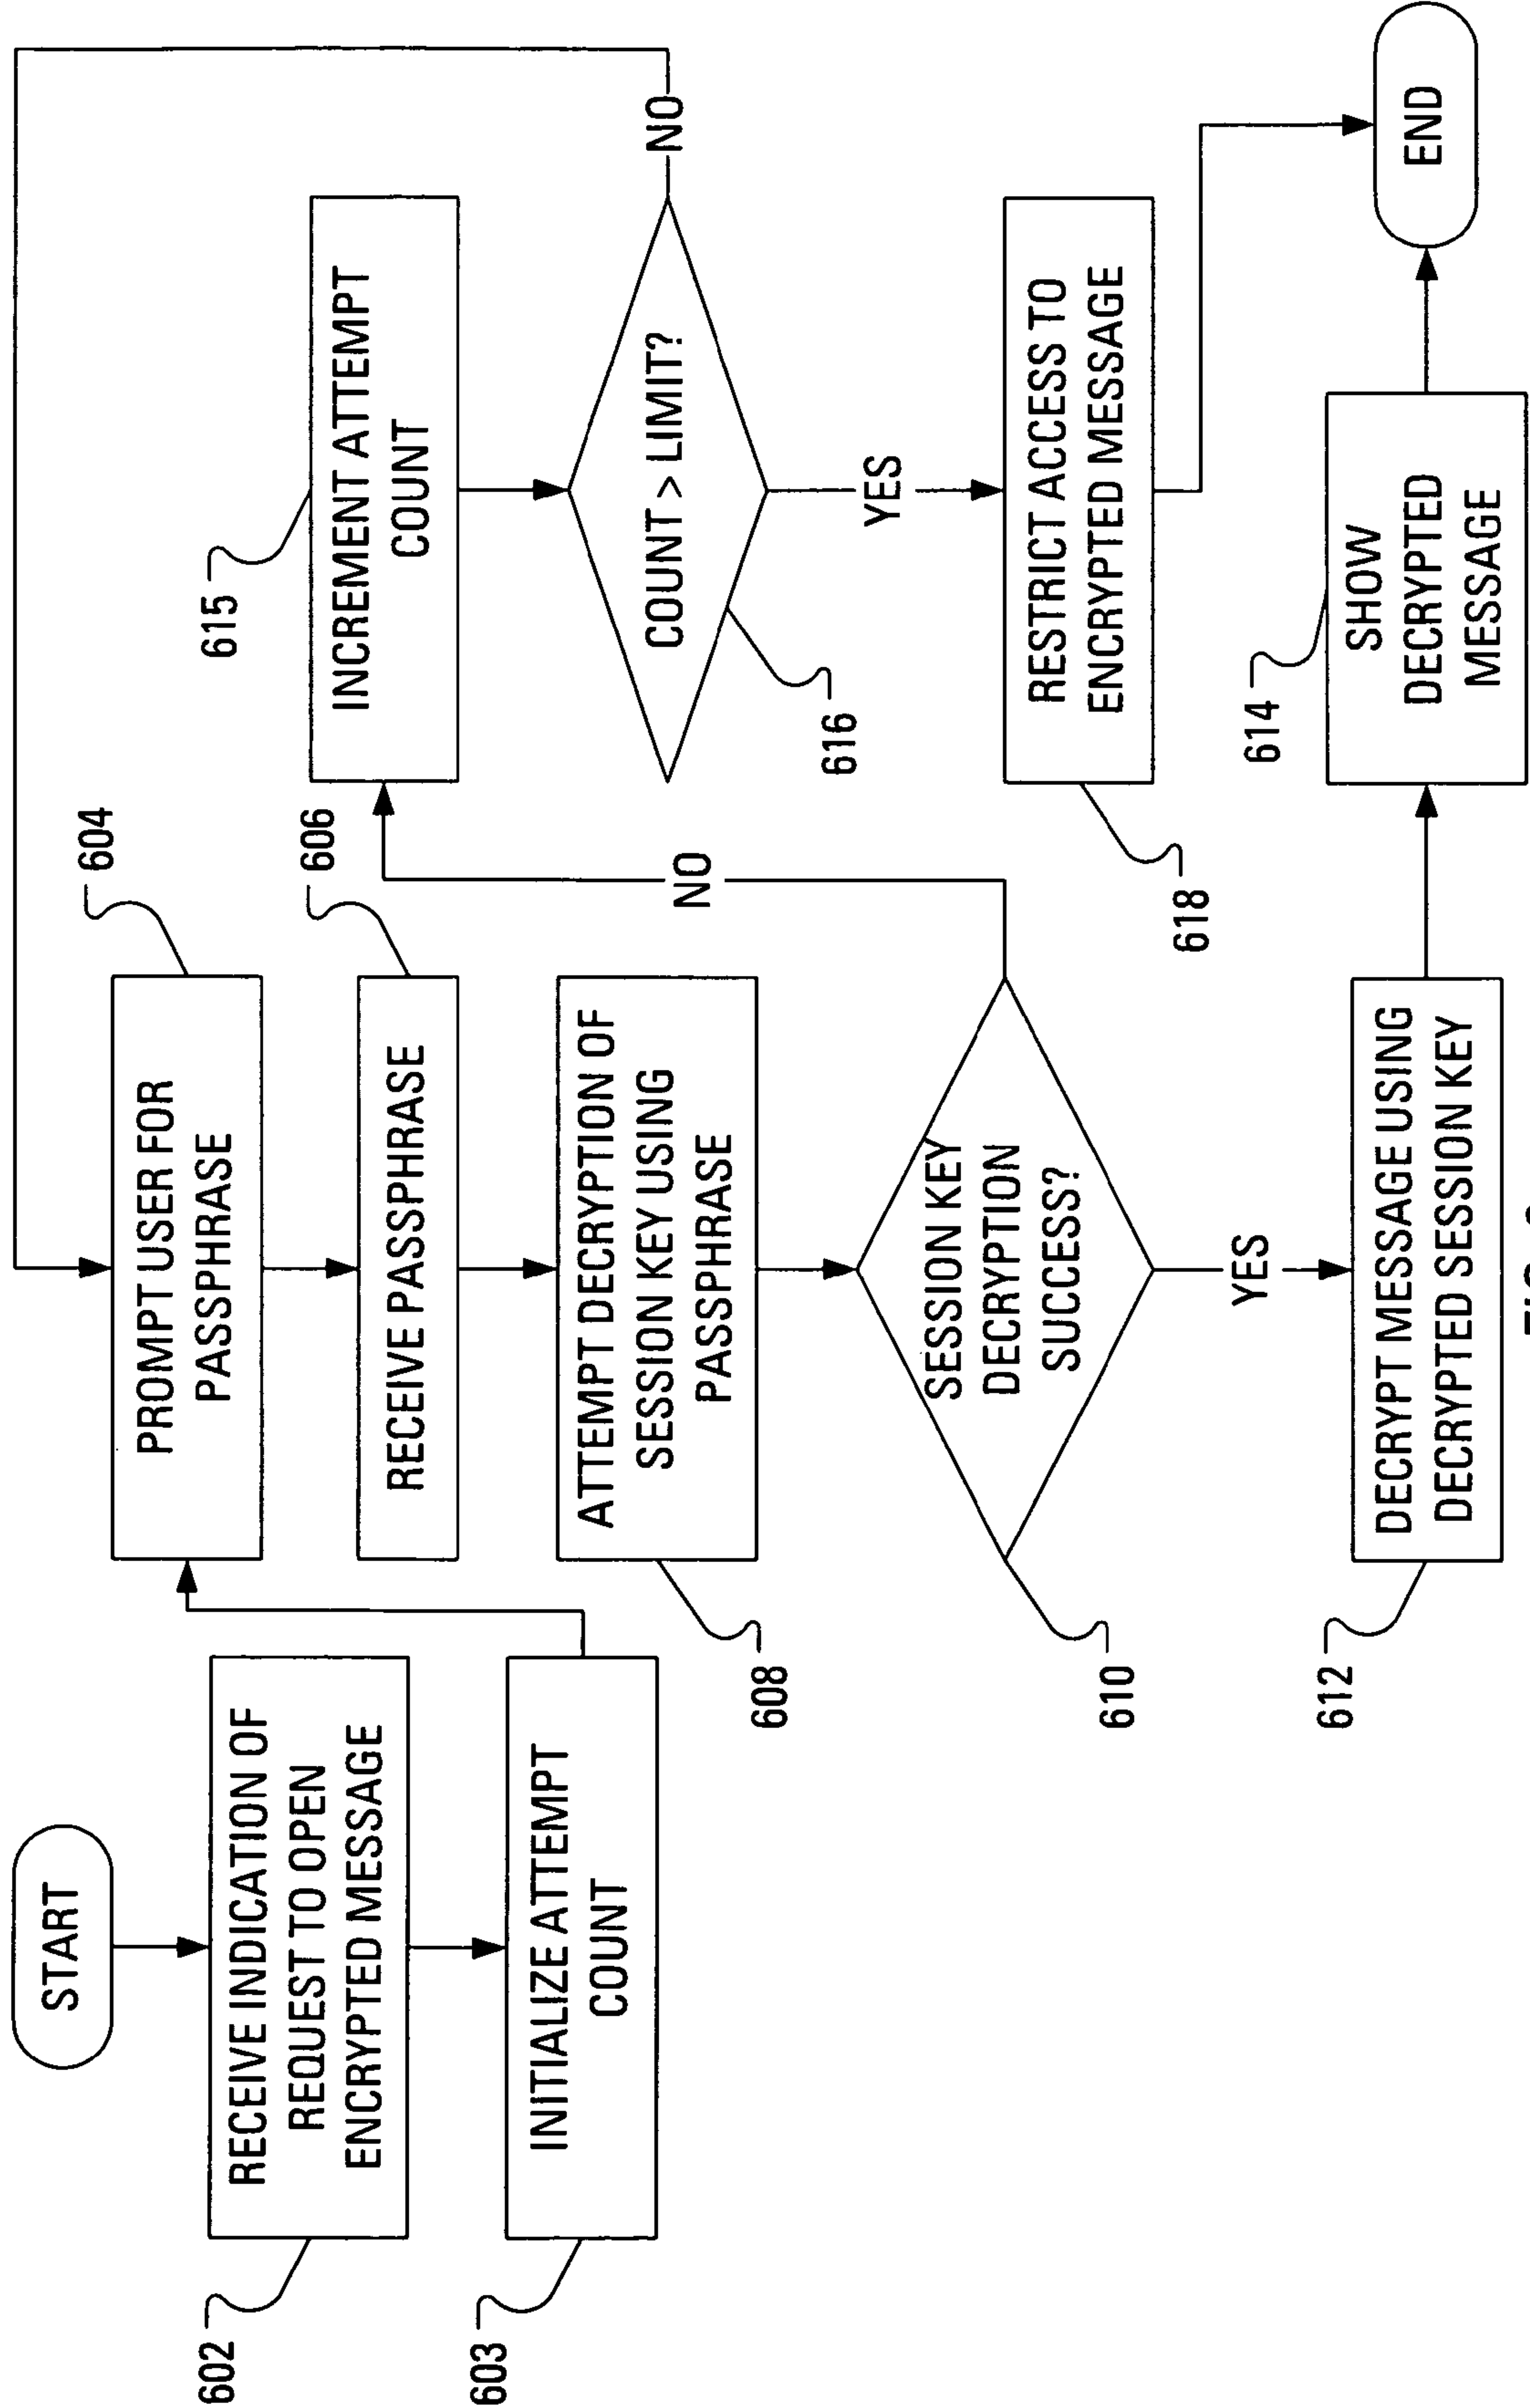 START
RECEIVE INDICATION OF
REQUEST TO OPEN
ENCRYPTED MESSAGE
602
INITIALIZE ATTEMPT
COUNT
603
PROMPT USER FOR
PASSPHRASE
604
RECEIVE PASSPHRASE
606
ATTEMPT DECRYPTION OF
SESSION KEY USING
PASSPHRASE
608
SESSION KEY
DECRYPTION
SUCCESS?
610
NO
YES
DECRYPT MESSAGE USING
DECRYPTED SESSION KEY
612
615
INCREMENT ATTEMPT
COUNT
COUNT > LIMIT?
616
NO
YES
RESTRICT ACCESS TO
ENCRYPTED MESSAGE
618
614
SHOW
DECRYPTED
MESSAGE
END